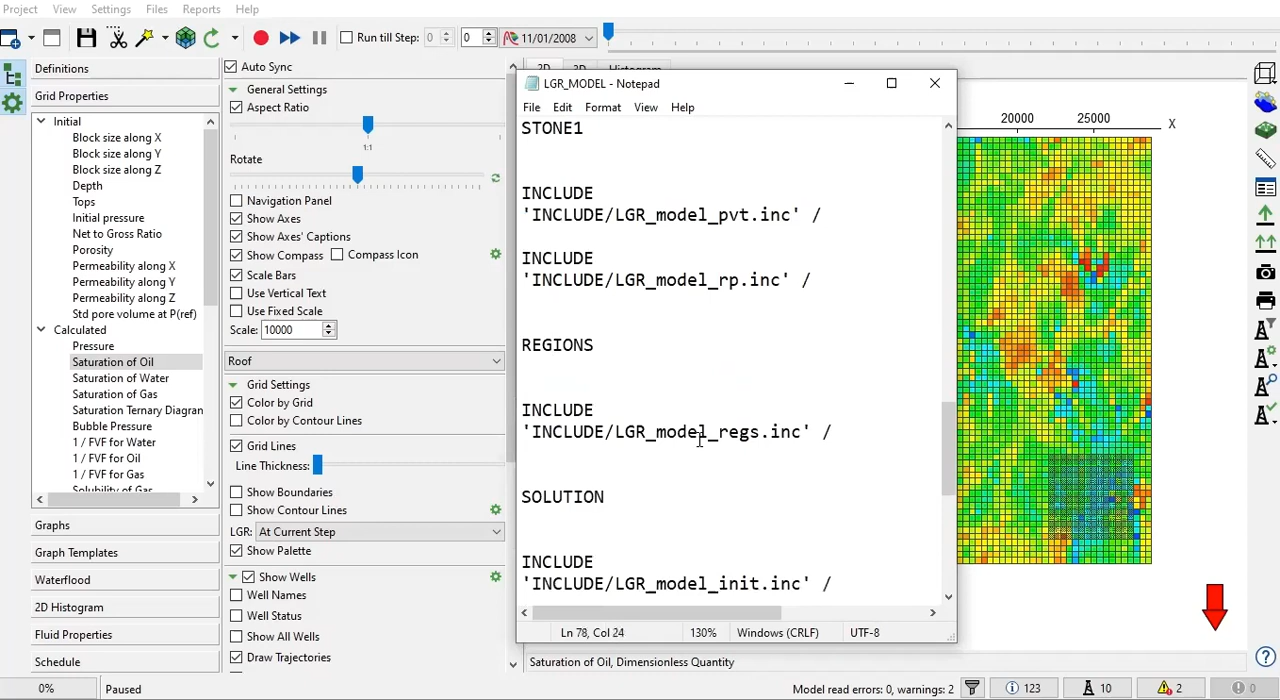 Project View Settings Files Reports Help
Run till Step: 0 0 11/01/2008
Definitions
Grid Properties
Initial
Block size along X
Block size along Y
Block size along Z
Depth
Tops
Initial pressure
Net to Gross Ratio
Porosity
Permeability along X
Permeability along Y
Permeability along Z
Std pore volume at P(ref)
Calculated
Pressure
Saturation of Oil
Saturation of Water
Saturation of Gas
Saturation Ternary Diagran
Bubble Pressure
1 / FVF for Water
1 / FVF for Oil
1 / FVF for Gas
Solubility of Gas
Graphs
Graph Templates
Waterflood
2D Histogram
Fluid Properties
Schedule
Auto Sync
General Settings
Aspect Ratio
1:1
Rotate
Navigation Panel
Show Axes
Show Axes' Captions
Show Compass Compass Icon
Scale Bars
Use Vertical Text
Use Fixed Scale
Scale: 10000
Roof
Grid Settings
Color by Grid
Color by Contour Lines
Grid Lines
Line Thickness:
Show Boundaries
Show Contour Lines
LGR: At Current Step
Show Palette
Show Wells
Well Names
Well Status
Show All Wells
Draw Trajectories
LGR_MODEL - Notepad
File Edit Format View Help
STONE1
INCLUDE
'INCLUDE/LGR_model_pvt.inc' /
INCLUDE
'INCLUDE/LGR_model_rp.inc' /
REGIONS
INCLUDE
'INCLUDE/LGR_model_regs.inc' /
SOLUTION
INCLUDE
'INCLUDE/LGR_model_init.inc' /
Ln 78, Col 24 130% Windows (CRLF) UTF-8
20000 25000 X
Saturation of Oil, Dimensionless Quantity
0% Paused Model read errors: 0, warnings: 2 123 10 2 0